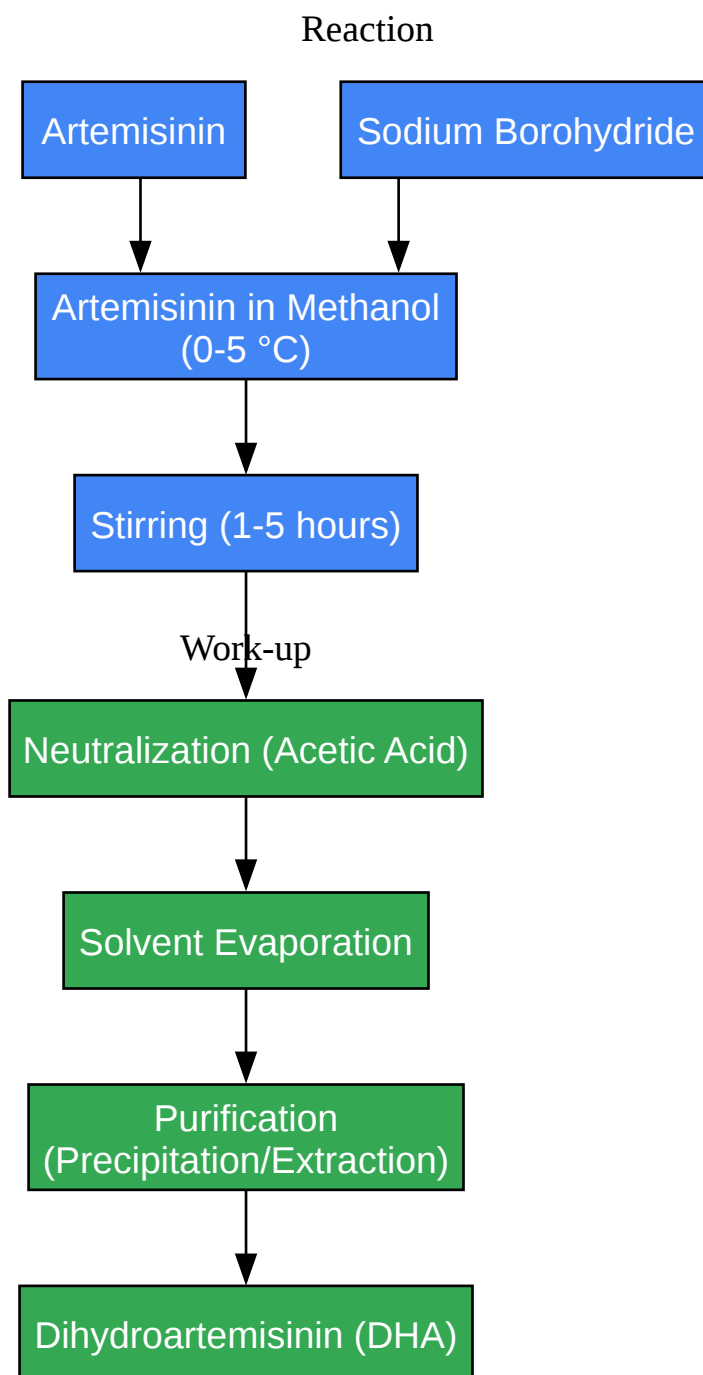 Reaction
Artemisinin
Sodium Borohydride
Artemisinin in Methanol
(0-5 °C)
Stirring (1-5 hours)
Work-up
Neutralization (Acetic Acid)
Solvent Evaporation
Purification
(Precipitation/Extraction)
Dihydroartemisinin (DHA)